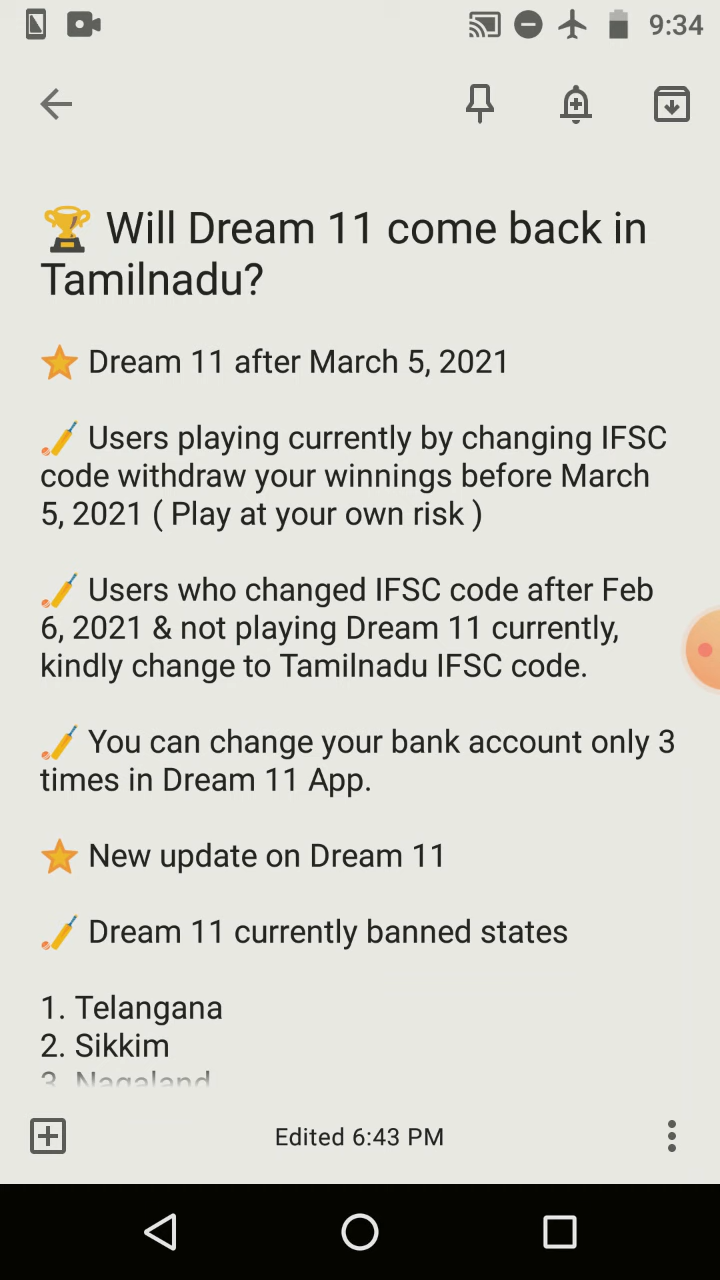 9:34
🏆 Will Dream 11 come back in
Tamilnadu?
⭐ Dream 11 after March 5, 2021
🏏 Users playing currently by changing IFSC
code withdraw your winnings before March
5, 2021 ( Play at your own risk )
🏏 Users who changed IFSC code after Feb
6, 2021 & not playing Dream 11 currently,
kindly change to Tamilnadu IFSC code.
🏏 You can change your bank account only 3
times in Dream 11 App.
⭐ New update on Dream 11
🏏 Dream 11 currently banned states
1. Telangana
2. Sikkim
3. Nagaland
Edited 6:43 PM